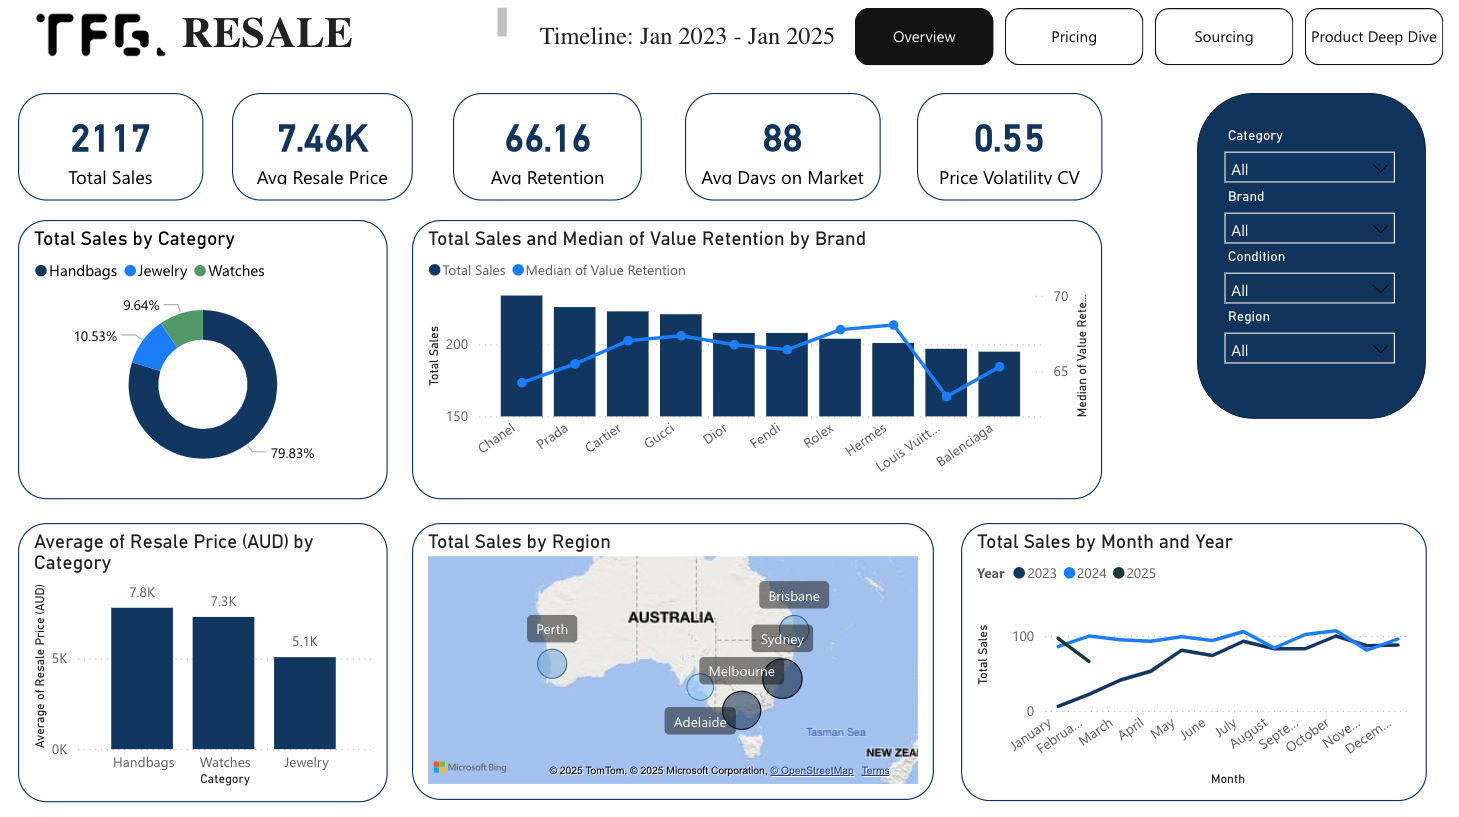 TFG. RESALE
Timeline: Jan 2023 - Jan 2025
Overview
Pricing
Sourcing
Product Deep Dive
2117
Total Sales
7.46K
Avg Resale Price
66.16
Avg Retention
88
Avg Days on Market
0.55
Price Volatility CV
Category
All
Brand
All
Condition
All
Region
All
Total Sales by Category
Handbags Jewelry Watches
9.64%
10.53%
79.83%
Total Sales and Median of Value Retention by Brand
Total Sales Median of Value Retention
Total Sales
200
150
70
65
Median of Value Rete...
Chanel
Prada
Cartier
Gucci
Dior
Fendi
Rolex
Hermès
Louis Vuitt...
Balenciaga
Average of Resale Price (AUD) by
Category
Average of Resale Price (AUD)
7.8K
7.3K
5.1K
5K
0K
Handbags
Watches
Jewelry
Category
Total Sales by Region
AUSTRALIA
Brisbane
Perth
Sydney
Melbourne
Adelaide
Tasman Sea
NEW ZEA
Microsoft Bing
© 2025 TomTom, © 2025 Microsoft Corporation, © OpenStreetMap Terms
Total Sales by Month and Year
Year 2023 2024 2025
Total Sales
100
0
January
Februa...
March
April
May
June
July
August
Septe...
October
Nove...
Decem...
Month